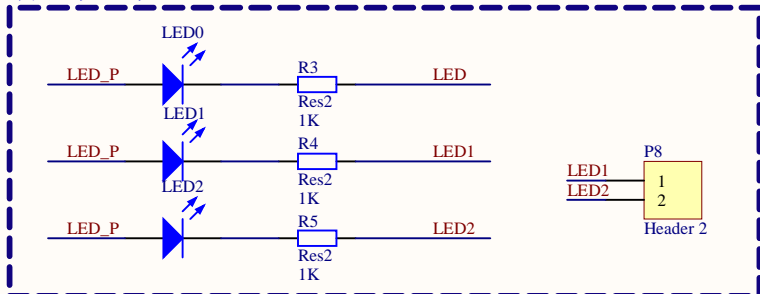 LED0
LED_P
R3
LED
Res2
1K
LED1
LED_P
R4
LED1
Res2
1K
LED2
LED_P
R5
LED2
Res2
1K
P8
LED1
1
LED2
2
Header 2